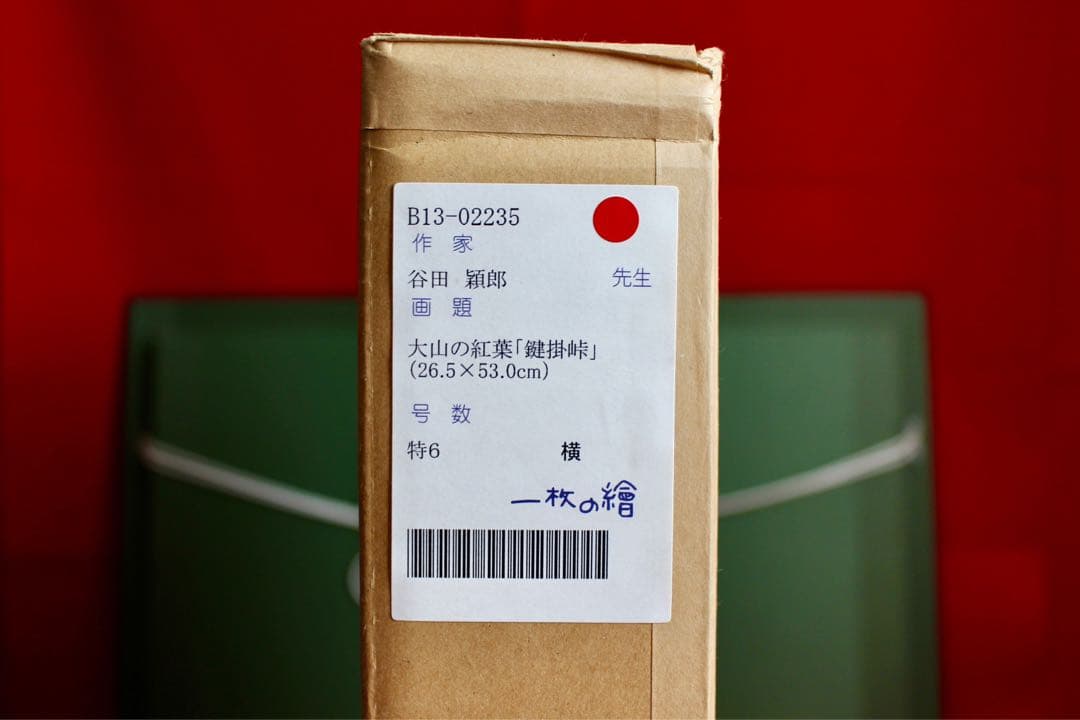 B13-02235
作 家
谷田 穎郎 先生
画 題
大山の紅葉「鍵掛峠」
(26.5×53.0cm)
号 数
特6 横
一枚の繪